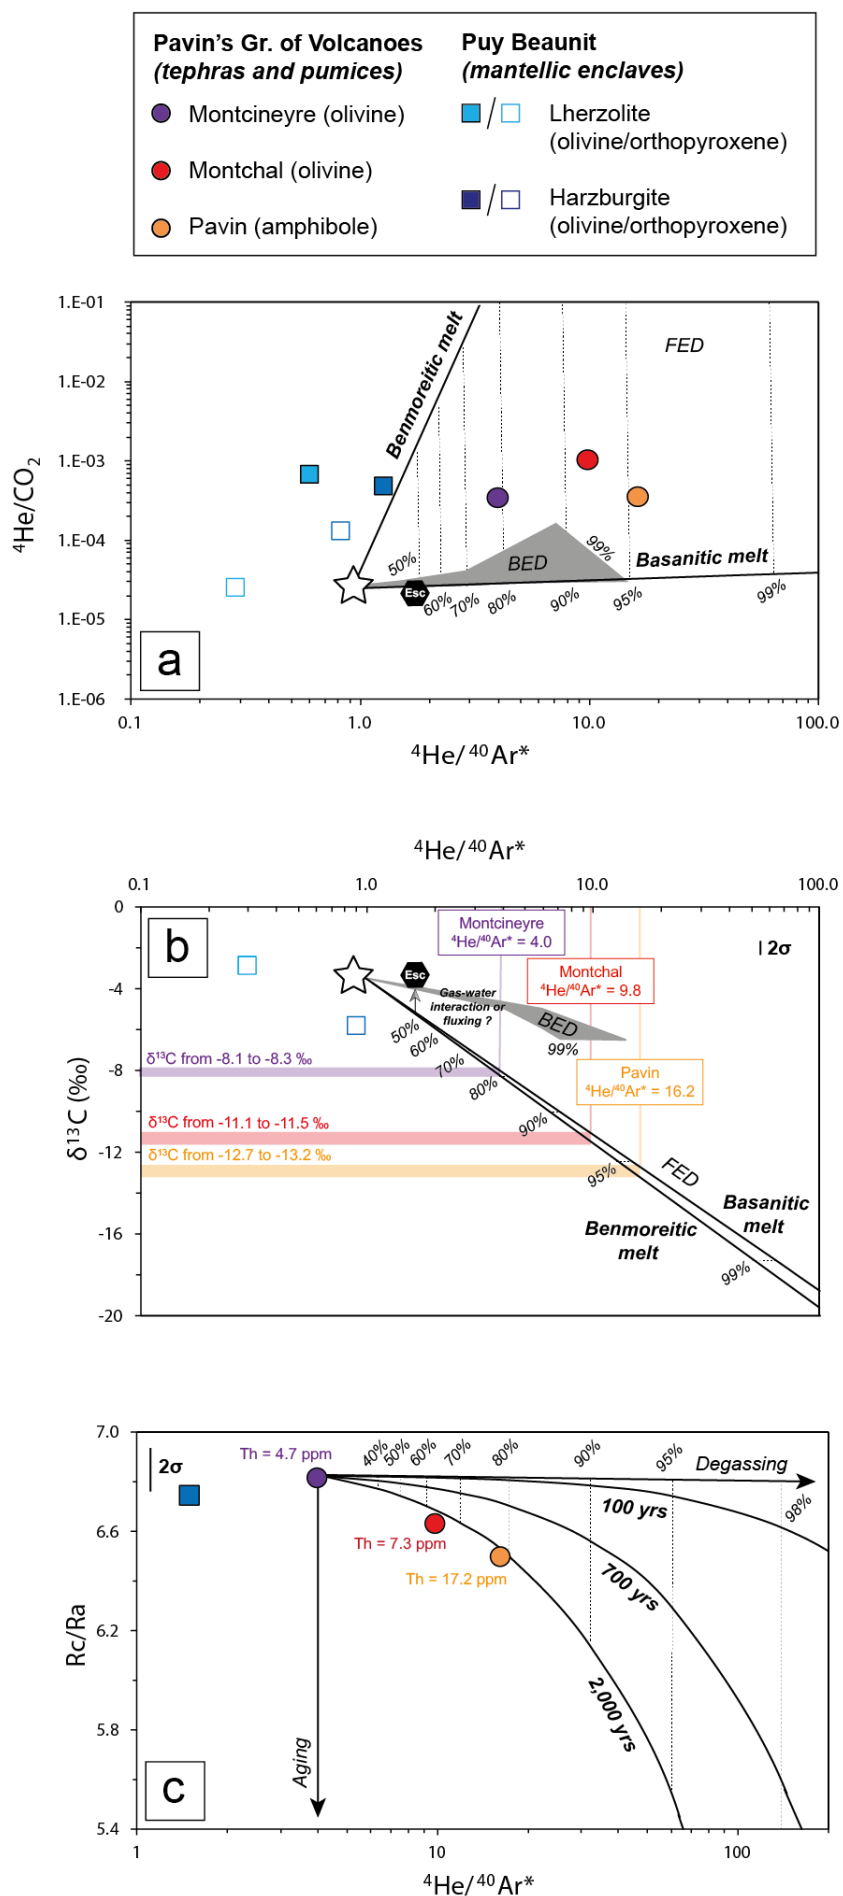 Pavin's Gr. of Volcanoes
(tephras and pumices)
Montcineyre (olivine)
Montchal (olivine)
Pavin (amphibole)
Puy Beaunit
(mantellic enclaves)
/ Lherzolite
(olivine/orthopyroxene)
/ Harzburgite
(olivine/orthopyroxene)
1.E-01
1.E-02
1.E-03
1.E-04
1.E-05
1.E-06
⁴He/CO₂
Benmoreitic melt
FED
50%
BED
99%
Basanitic melt
Esc
60%
70%
80%
90%
95%
99%
a
0.1
1.0
10.0
100.0
⁴He/⁴⁰Ar*
⁴He/⁴⁰Ar*
0.1
1.0
10.0
100.0
0
-4
-8
-12
-16
-20
δ¹³C (‰)
b
Montcineyre
⁴He/⁴⁰Ar* = 4.0
2σ
Montchal
⁴He/⁴⁰Ar* = 9.8
Esc
Gas-water
interaction or
fluxing ?
BED
99%
50%
60%
70%
80%
Pavin
⁴He/⁴⁰Ar* = 16.2
δ¹³C from -8.1 to -8.3 ‰
δ¹³C from -11.1 to -11.5 ‰
δ¹³C from -12.7 to -13.2 ‰
90%
95%
FED
Basanitic
melt
Benmoreitic
melt
99%
7.0
6.6
6.2
5.8
5.4
Rc/Ra
2σ
Th = 4.7 ppm
40%
50%
60%
70%
80%
90%
95%
Degassing
98%
100 yrs
Th = 7.3 ppm
Th = 17.2 ppm
700 yrs
2,000 yrs
Aging
c
1
10
100
⁴He/⁴⁰Ar*